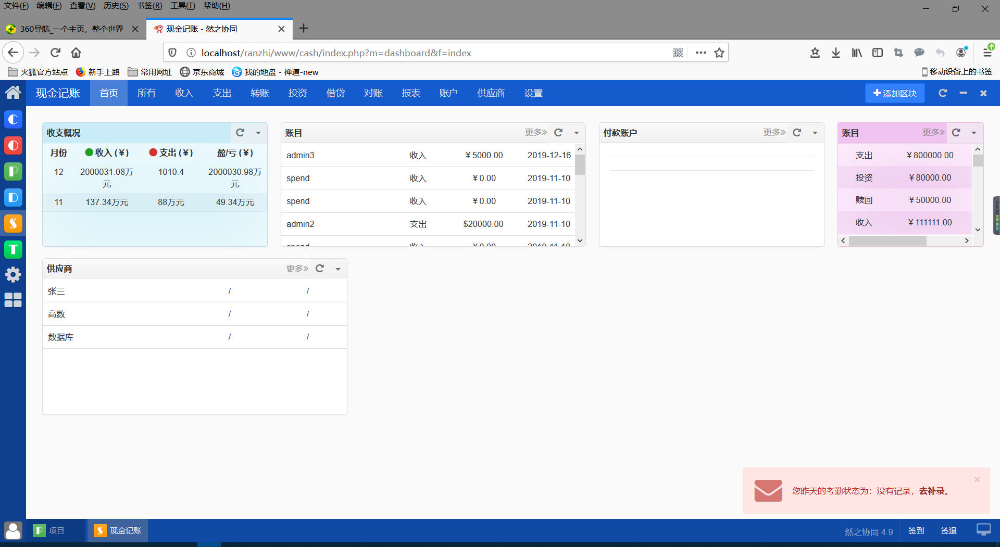 文件(F) 编辑(E) 查看(V) 历史(S) 书签(B) 工具(T) 帮助(H)
360导航_一个主页，整个世界
现金记账 - 然之协同
localhost/ranzhi/www/cash/index.php?m=dashboard&f=index
火狐官方站点 新手上路 常用网址 京东商城 我的地盘 - 禅道-new 移动设备上的书签
现金记账 首页 所有 收入 支出 转账 投资 借贷 对账 报表 账户 供应商 设置 添加区块
收支概况
月份 收入 (¥) 支出 (¥) 盈/亏 (¥)
12 2000031.08万元 1010.4 2000030.98万元
11 137.34万元 88万元 49.34万元
账目 更多»
admin3 收入 ¥5000.00 2019-12-16
spend 收入 ¥0.00 2019-11-10
spend 收入 ¥0.00 2019-11-10
admin2 支出 $20000.00 2019-11-10
spend 收入 ¥0.00 2019-11-10
付款账户 更多»
账目 更多»
支出 ¥800000.00
投资 ¥80000.00
赎回 ¥50000.00
收入 ¥111111.00
供应商 更多»
张三 / /
高数 / /
数据库 / /
您昨天的考勤状态为：没有记录，去补录。
项目 现金记账 然之协同 4.9 签到 签退